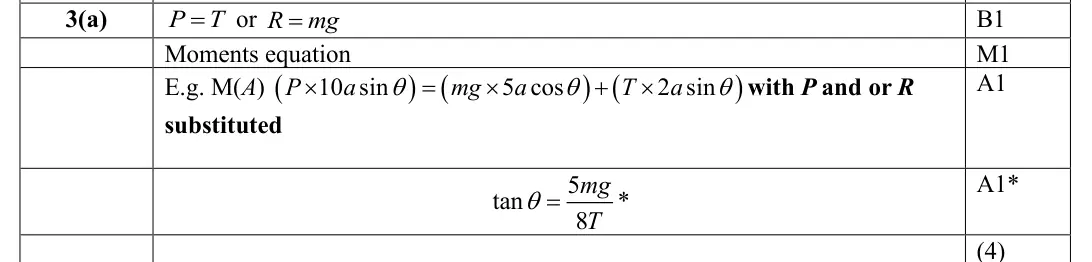 3(a) P = T or R = mg B1
Moments equation M1
E.g. M(A) (P×10a sin θ) = (mg×5a cos θ) + (T×2a sin θ) with P and or R A1
substituted
tan θ = 5mg/8T * A1*
(4)